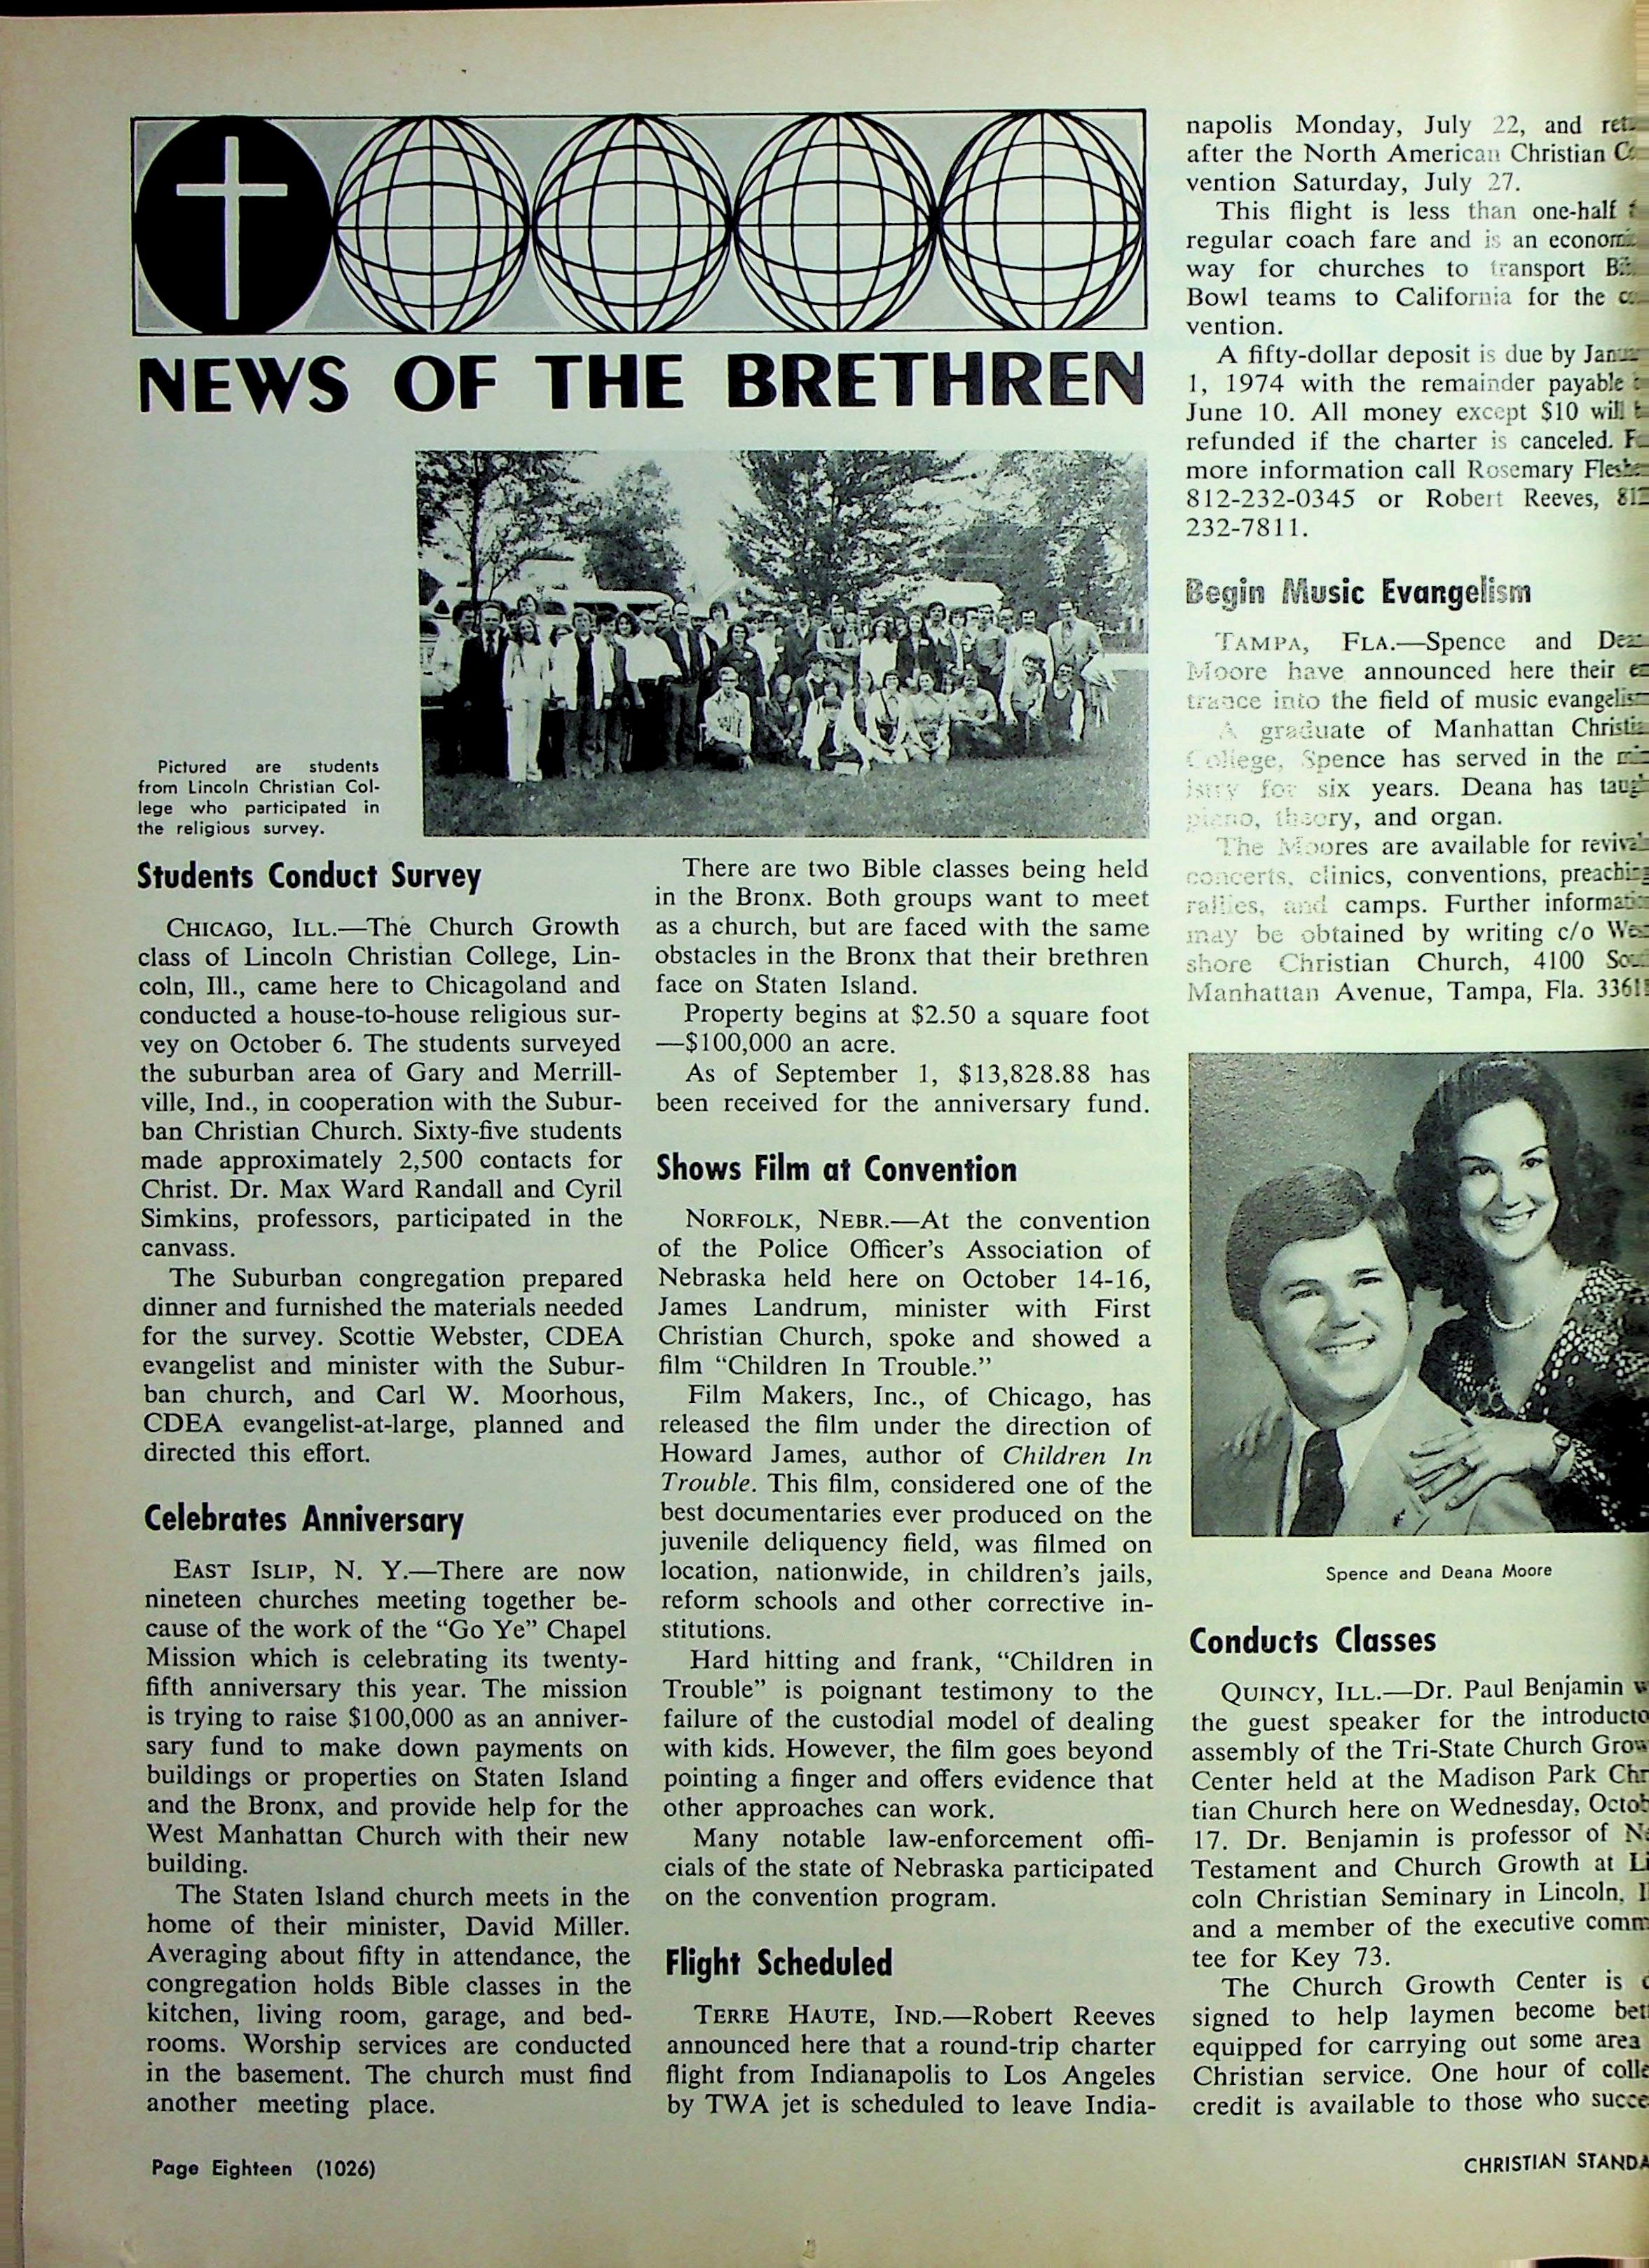 NEWS OF THE BRETHREN
Pictured are students
from Lincoln Christian Col-
lege who participated in
the religious survey.
Students Conduct Survey
CHICAGO, ILL.—The Church Growth
class of Lincoln Christian College, Lin-
coln, Ill., came here to Chicagoland and
conducted a house-to-house religious sur-
vey on October 6. The students surveyed
the suburban area of Gary and Merrill-
ville, Ind., in cooperation with the Subur-
ban Christian Church. Sixty-five students
made approximately 2,500 contacts for
Christ. Dr. Max Ward Randall and Cyril
Simkins, professors, participated in the
canvass.
The Suburban congregation prepared
dinner and furnished the materials needed
for the survey. Scottie Webster, CDEA
evangelist and minister with the Subur-
ban church, and Carl W. Moorhous,
CDEA evangelist-at-large, planned and
directed this effort.
Celebrates Anniversary
EAST ISLIP, N. Y.—There are now
nineteen churches meeting together be-
cause of the work of the “Go Ye” Chapel
Mission which is celebrating its twenty-
fifth anniversary this year. The mission
is trying to raise $100,000 as an anniver-
sary fund to make down payments on
buildings or properties on Staten Island
and the Bronx, and provide help for the
West Manhattan Church with their new
building.
The Staten Island church meets in the
home of their minister, David Miller.
Averaging about fifty in attendance, the
congregation holds Bible classes in the
kitchen, living room, garage, and bed-
rooms. Worship services are conducted
in the basement. The church must find
another meeting place.
There are two Bible classes being held
in the Bronx. Both groups want to meet
as a church, but are faced with the same
obstacles in the Bronx that their brethren
face on Staten Island.
Property begins at $2.50 a square foot
—$100,000 an acre.
As of September 1, $13,828.88 has
been received for the anniversary fund.
Shows Film at Convention
NORFOLK, NEBR.—At the convention
of the Police Officer’s Association of
Nebraska held here on October 14-16,
James Landrum, minister with First
Christian Church, spoke and showed a
film “Children In Trouble.”
Film Makers, Inc., of Chicago, has
released the film under the direction of
Howard James, author of Children In
Trouble. This film, considered one of the
best documentaries ever produced on the
juvenile deliquency field, was filmed on
location, nationwide, in children’s jails,
reform schools and other corrective in-
stitutions.
Hard hitting and frank, “Children in
Trouble” is poignant testimony to the
failure of the custodial model of dealing
with kids. However, the film goes beyond
pointing a finger and offers evidence that
other approaches can work.
Many notable law-enforcement offi-
cials of the state of Nebraska participated
on the convention program.
Flight Scheduled
TERRE HAUTE, IND.—Robert Reeves
announced here that a round-trip charter
flight from Indianapolis to Los Angeles
by TWA jet is scheduled to leave India-
napolis Monday, July 22, and
after the North American Christian
vention Saturday, July 27.
This flight is less than one-half
regular coach fare and is an
way for churches to transport
Bowl teams to California for the
vention.
A fifty-dollar deposit is due by
1, 1974 with the remainder payable
June 10. All money except $10 will
refunded if the charter is canceled.
more information call Rosemary
812-232-0345 or Robert Reeves,
232-7811.
Begin Music Evangelism
TAMPA, FLA.—Spence and
Moore have announced here their
trance into the field of music
A graduate of Manhattan
College, Spence has served in the
istry for six years. Deana has
piano, theory, and organ.
The Moores are available for
concerts, clinics, conventions,
rallies, and camps. Further
may be obtained by writing c/o
shore Christian Church, 4100
Manhattan Avenue, Tampa, Fla. 33611
Spence and Deana Moore
Conducts Classes
QUINCY, ILL.—Dr. Paul Benjamin
the guest speaker for the
assembly of the Tri-State Church
Center held at the Madison Park
tian Church here on Wednesday,
17. Dr. Benjamin is professor of
Testament and Church Growth at
coln Christian Seminary in Lincoln,
and a member of the executive
tee for Key 73.
The Church Growth Center is
signed to help laymen become
equipped for carrying out some area
Christian service. One hour of
credit is available to those who
Page Eighteen (1026)
CHRISTIAN